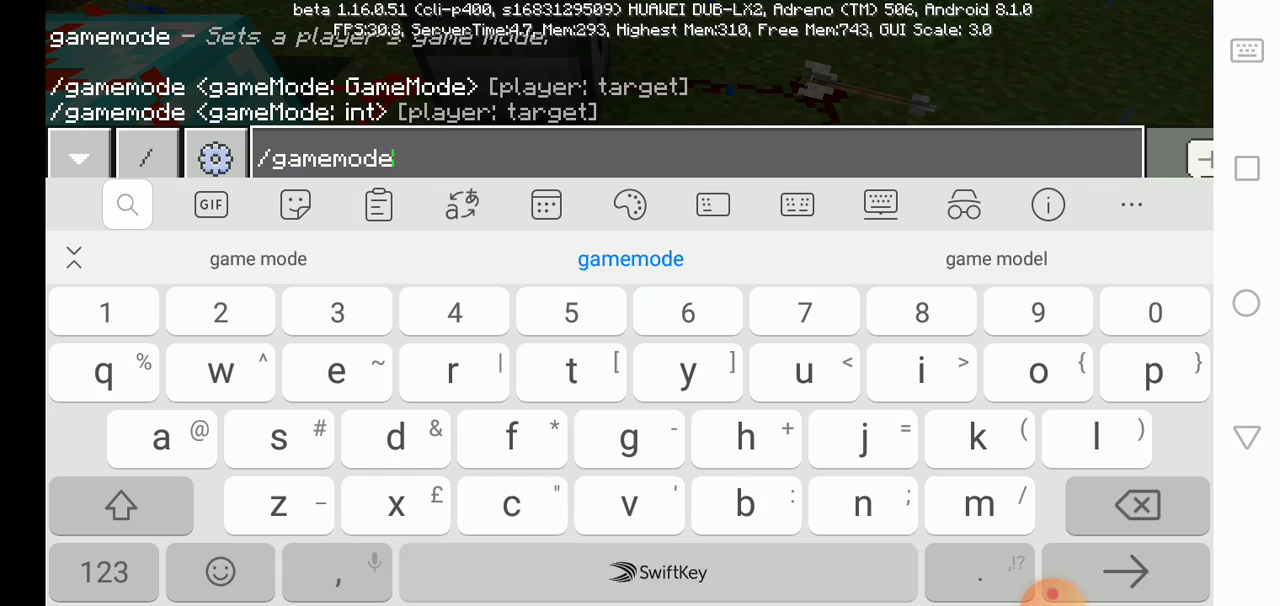 beta 1.16.0.51 (cli-p400, s1683129509) HUAWEI DUB-LX2, Adreno (TM) 506, Android 8.1.0
FPS:30.8, ServerTime:4.7, Mem:293, Highest Mem:310, Free Mem:743, GUI Scale: 3.0
gamemode – Sets a player's game mode.
/gamemode <gameMode: GameMode> [player: target]
/gamemode <gameMode: int> [player: target]
/ /gamemode
GIF
game mode gamemode game model
1 2 3 4 5 6 7 8 9 0
q % w ^ e ~ r | t [ y ] u < i > o { p }
a @ s # d & f * g - h + j = k ( l )
z _ x £ c " v ' b : n ; m /
123 , SwiftKey . ,!?